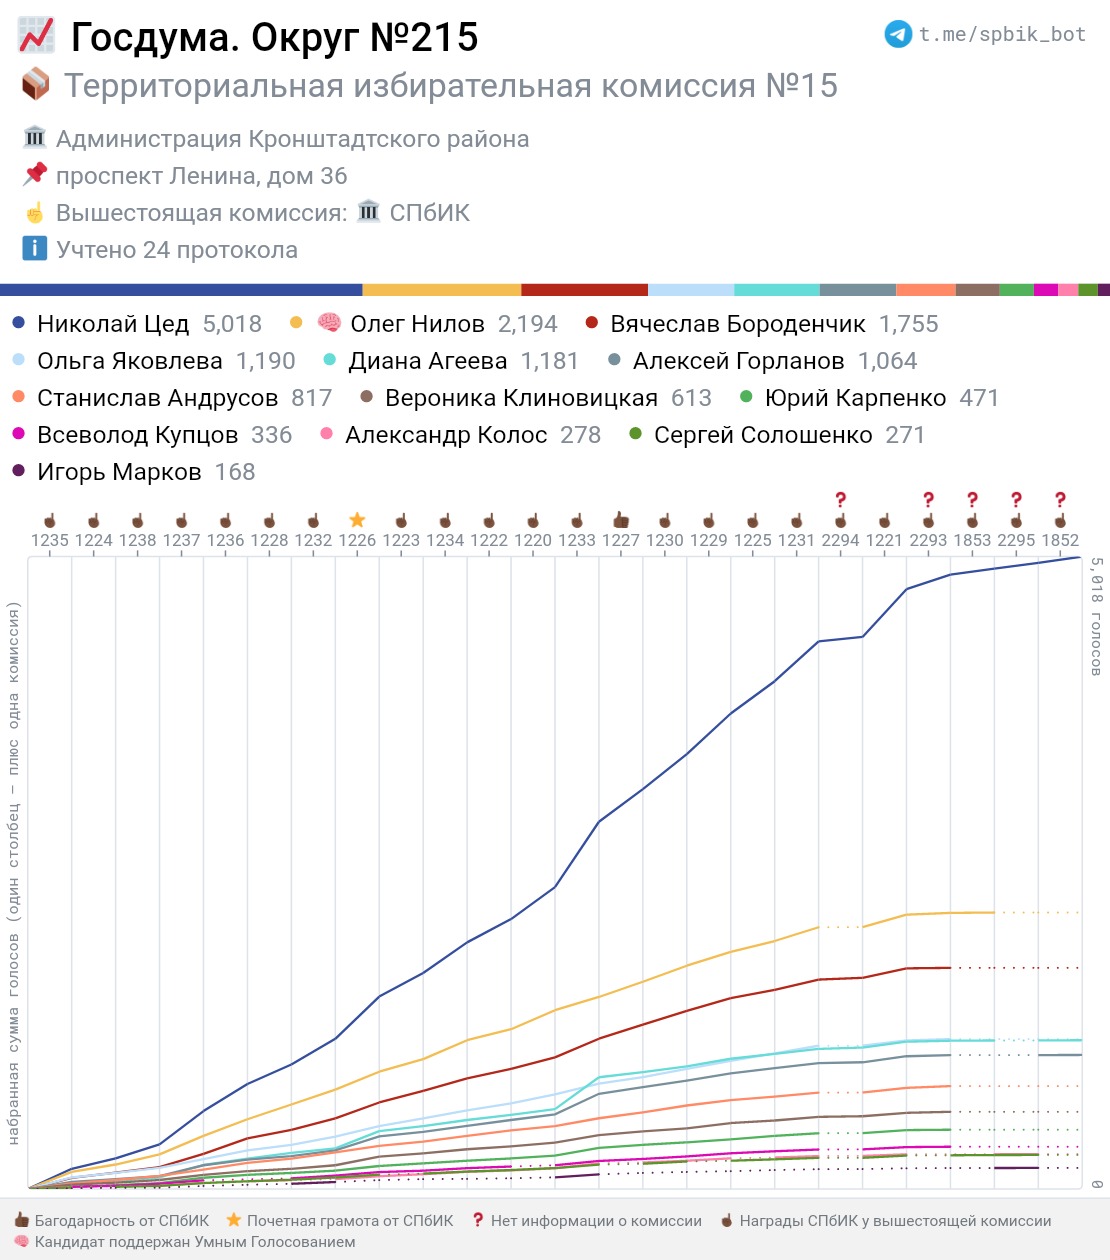 Госдума. Округ №215
t.me/spbik_bot
Территориальная избирательная комиссия №15
Администрация Кронштадтского района
проспект Ленина, дом 36
Вышестоящая комиссия: СПбИК
Учтено 24 протокола
Николай Цед 5,018 Олег Нилов 2,194 Вячеслав Бороденчик 1,755
Ольга Яковлева 1,190 Диана Агеева 1,181 Алексей Горланов 1,064
Станислав Андрусов 817 Вероника Клиновицкая 613 Юрий Карпенко 471
Всеволод Купцов 336 Александр Колос 278 Сергей Солошенко 271
Игорь Марков 168
1235 1224 1238 1237 1236 1228 1232 1226 1223 1234 1222 1220 1233 1227 1230 1229 1225 1231 2294 1221 2293 1853 2295 1852
набранная сумма голосов (один столбец — плюс одна комиссия)
5,018 голосов
0
Багодарность от СПбИК Почетная грамота от СПбИК Нет информации о комиссии Награды СПбИК у вышестоящей комиссии
Кандидат поддержан Умным Голосованием